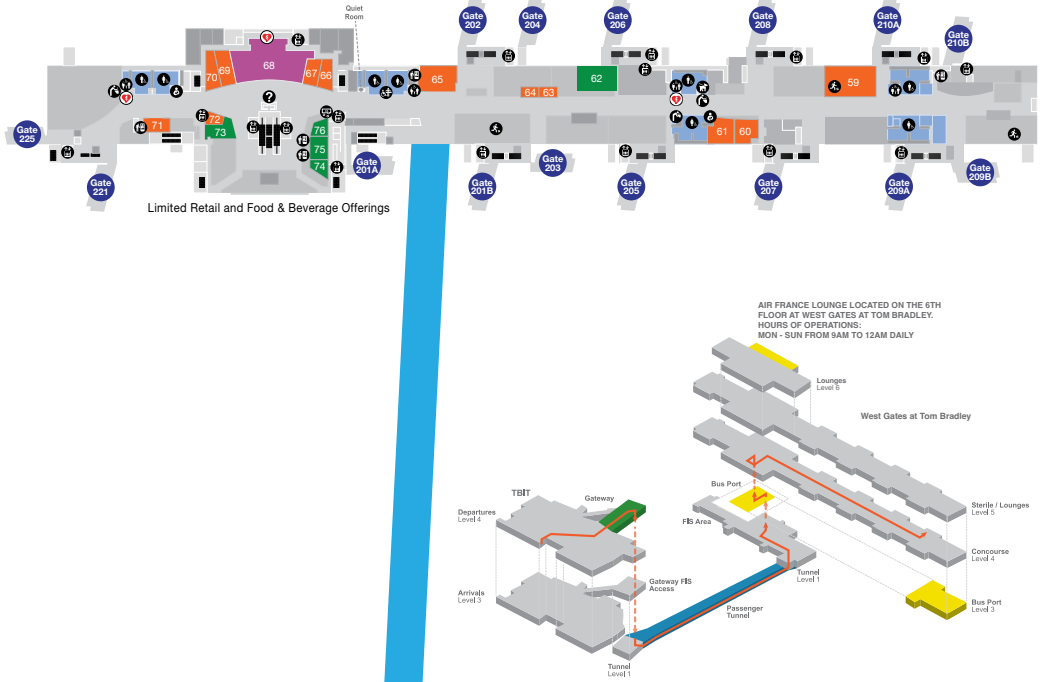 Quiet
Room
Gate
202
Gate
204
Gate
206
Gate
208
Gate
210A
Gate
210B
70
69
68
67
66
65
64
63
62
59
?
71
72
73
76
75
74
61
60
Gate
225
Gate
221
Gate
201A
Gate
201B
Gate
203
Gate
205
Gate
207
Gate
209A
Gate
209B
Limited Retail and Food & Beverage Offerings
AIR FRANCE LOUNGE LOCATED ON THE 6TH
FLOOR AT WEST GATES AT TOM BRADLEY.
HOURS OF OPERATIONS:
MON - SUN FROM 9AM TO 12AM DAILY
Lounges
Level 6
West Gates at Tom Bradley
Bus Port
TBIT
Gateway
Departures
Level 4
FIS Area
Sterile / Lounges
Level 5
Concourse
Level 4
Tunnel
Level 1
Gateway FIS
Access
Arrivals
Level 3
Passenger
Tunnel
Bus Port
Level 3
Tunnel
Level 1